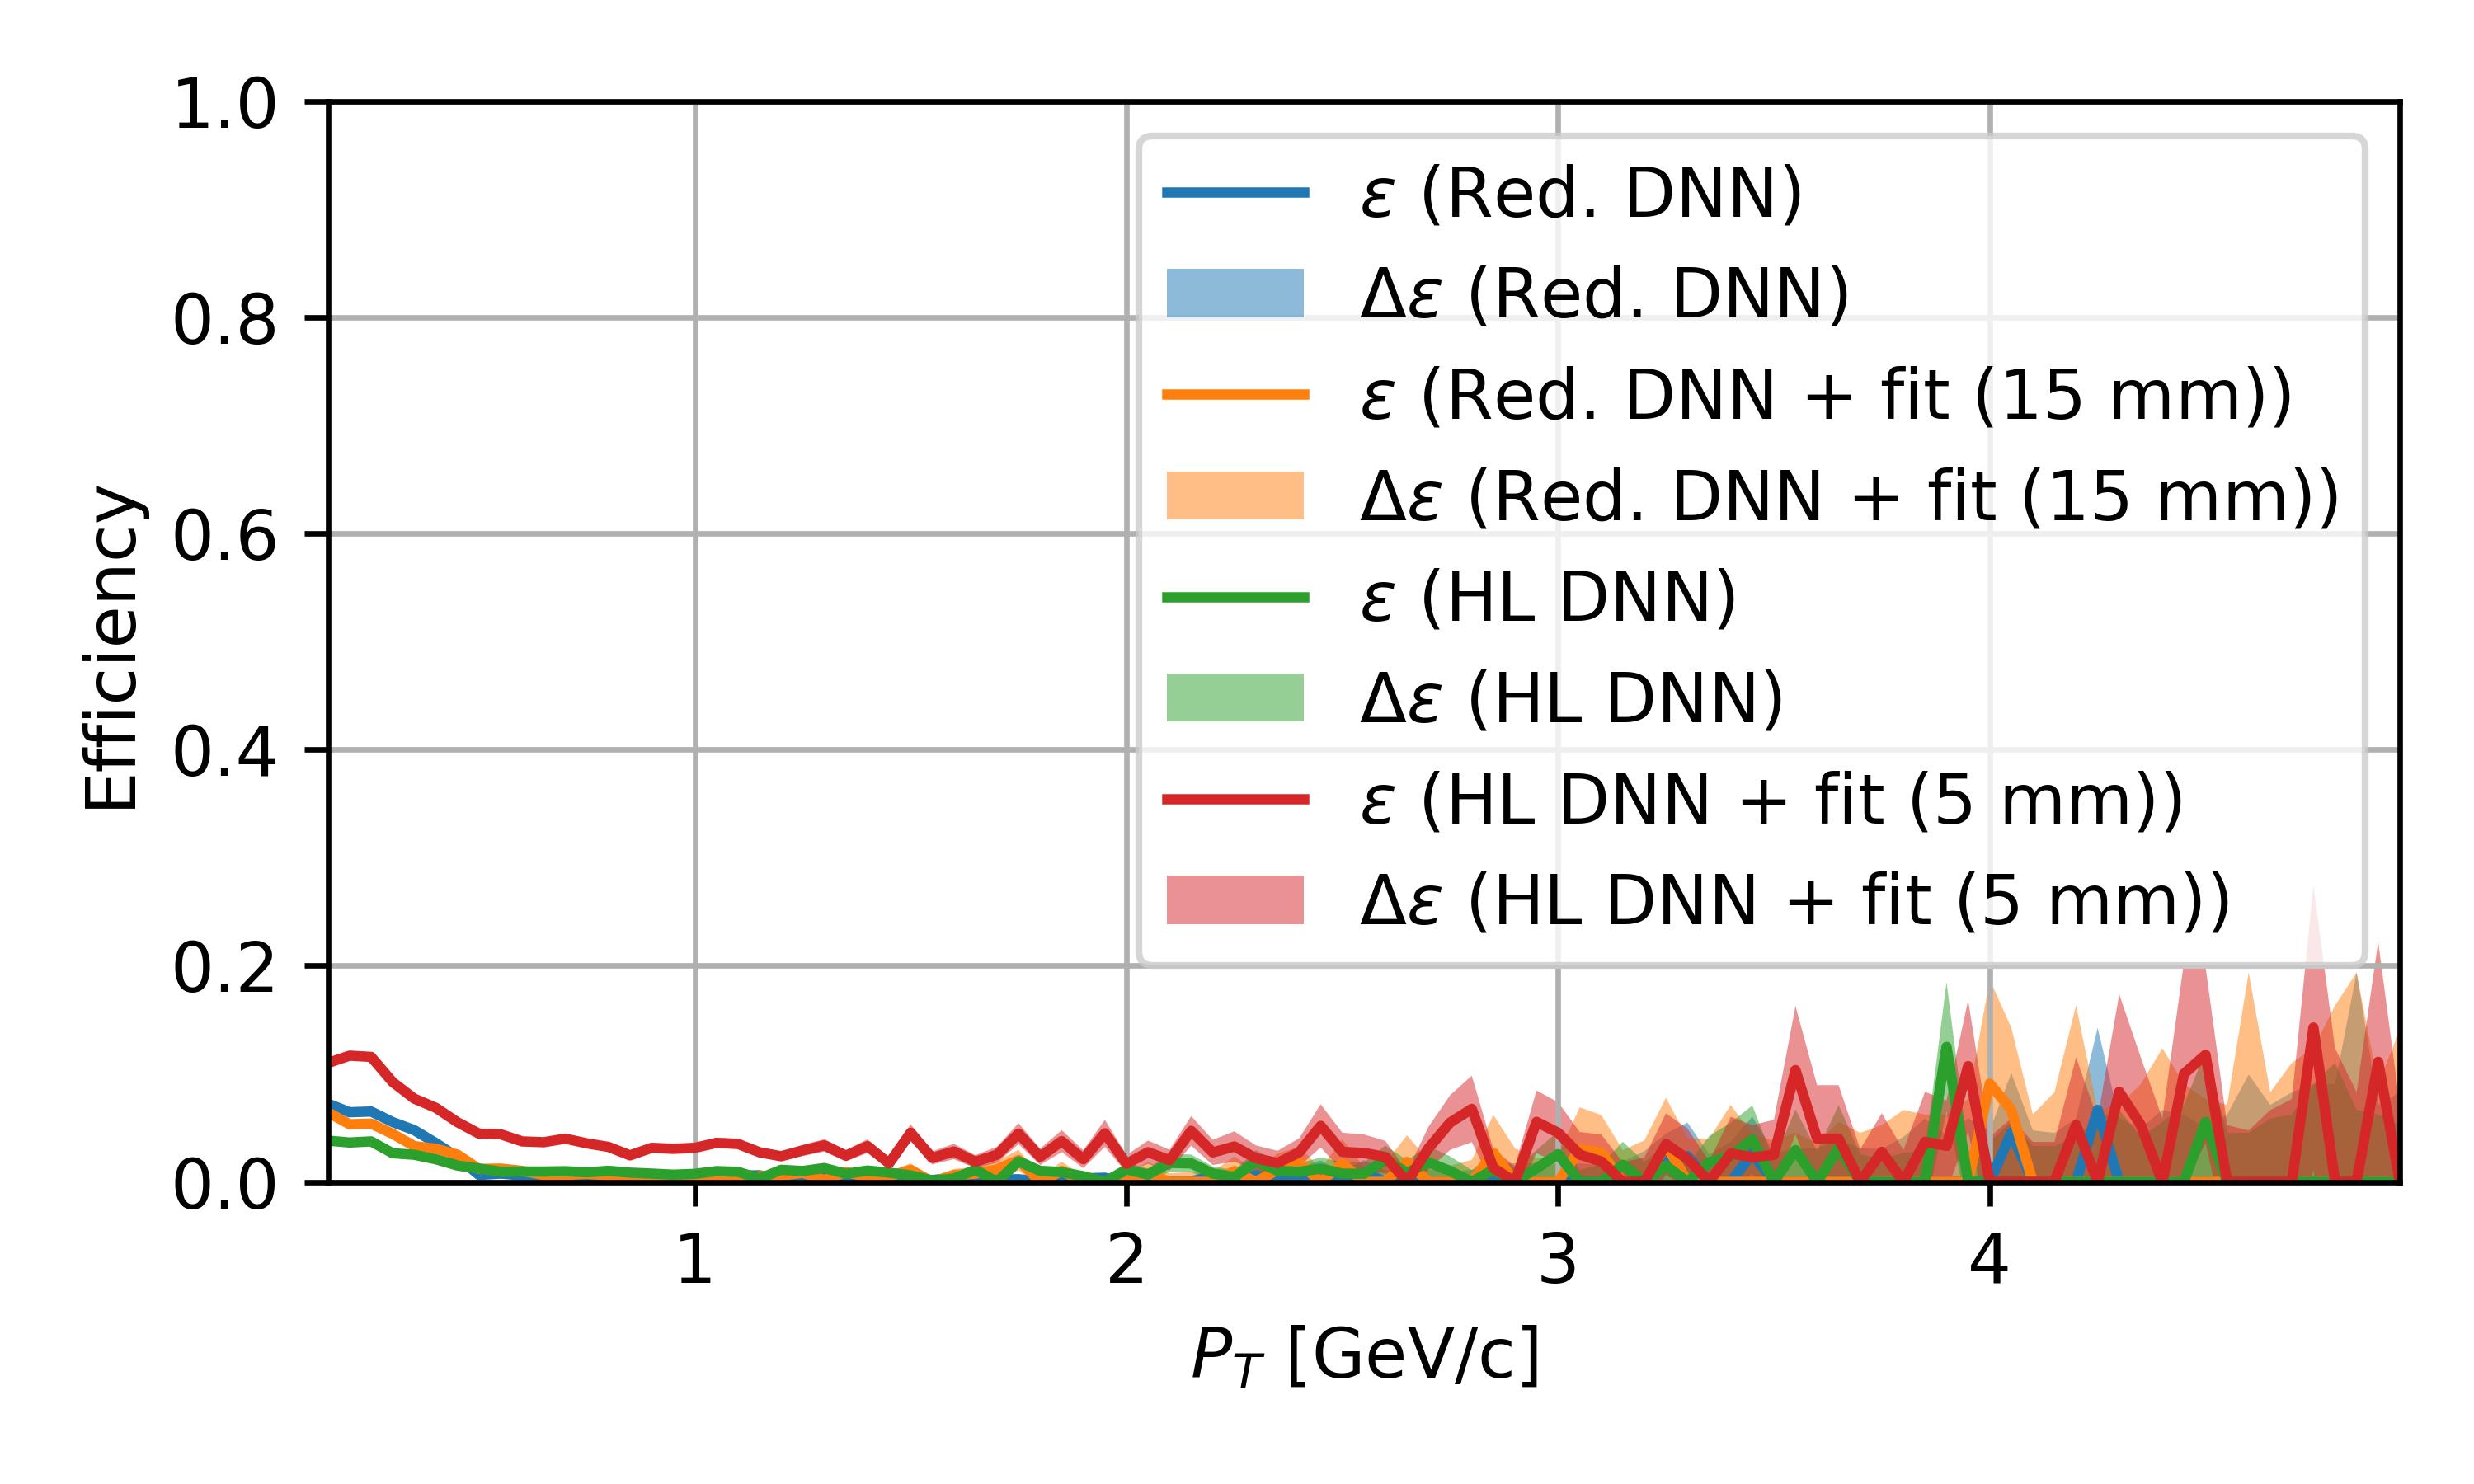 1.0
0.8
0.6
0.4
0.2
0.0
Efficiency
ε (Red. DNN)
Δε (Red. DNN)
ε (Red. DNN + fit (15 mm))
Δε (Red. DNN + fit (15 mm))
ε (HL DNN)
Δε (HL DNN)
ε (HL DNN + fit (5 mm))
Δε (HL DNN + fit (5 mm))
1 2 3 4
P_T [GeV/c]